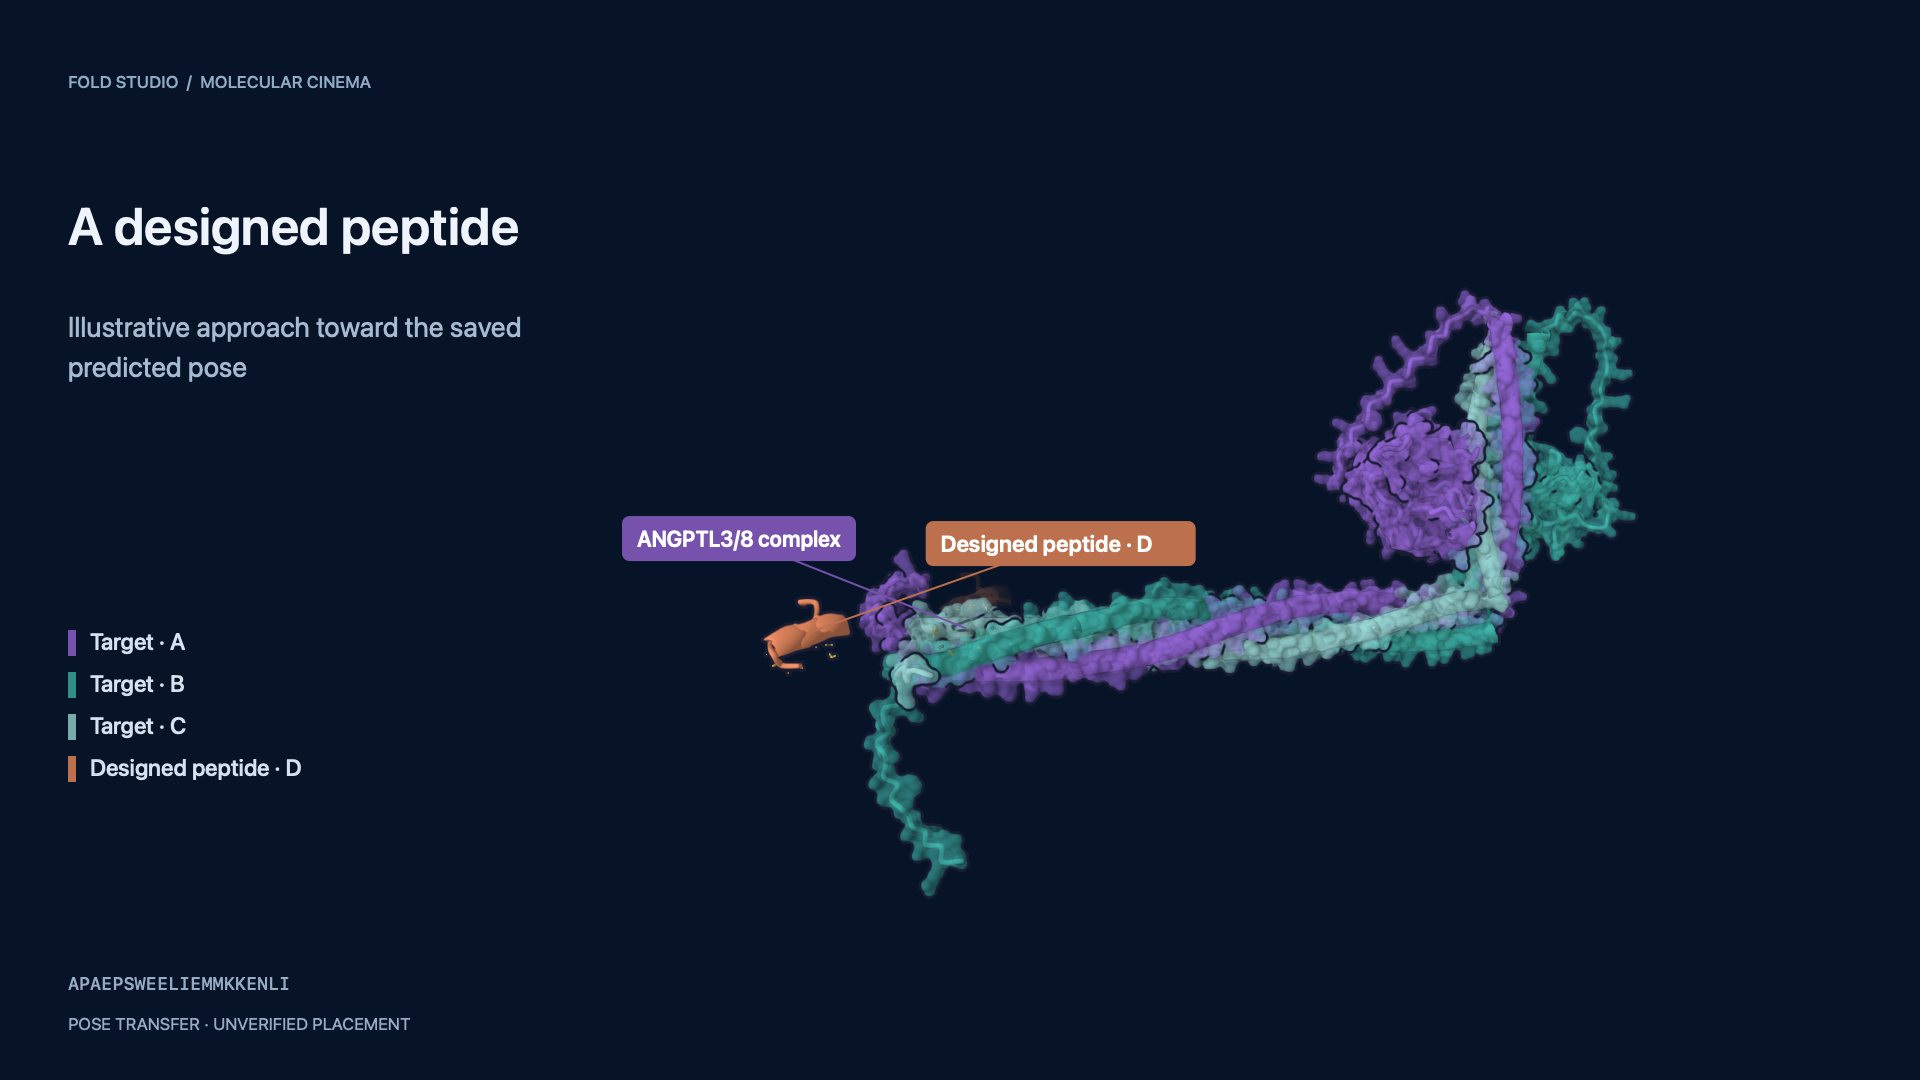 FOLD STUDIO / MOLECULAR CINEMA
A designed peptide
Illustrative approach toward the saved
predicted pose
ANGPTL3/8 complex
Designed peptide · D
Target · A
Target · B
Target · C
Designed peptide · D
APAEPSWEELIEMMKKENLI
POSE TRANSFER · UNVERIFIED PLACEMENT